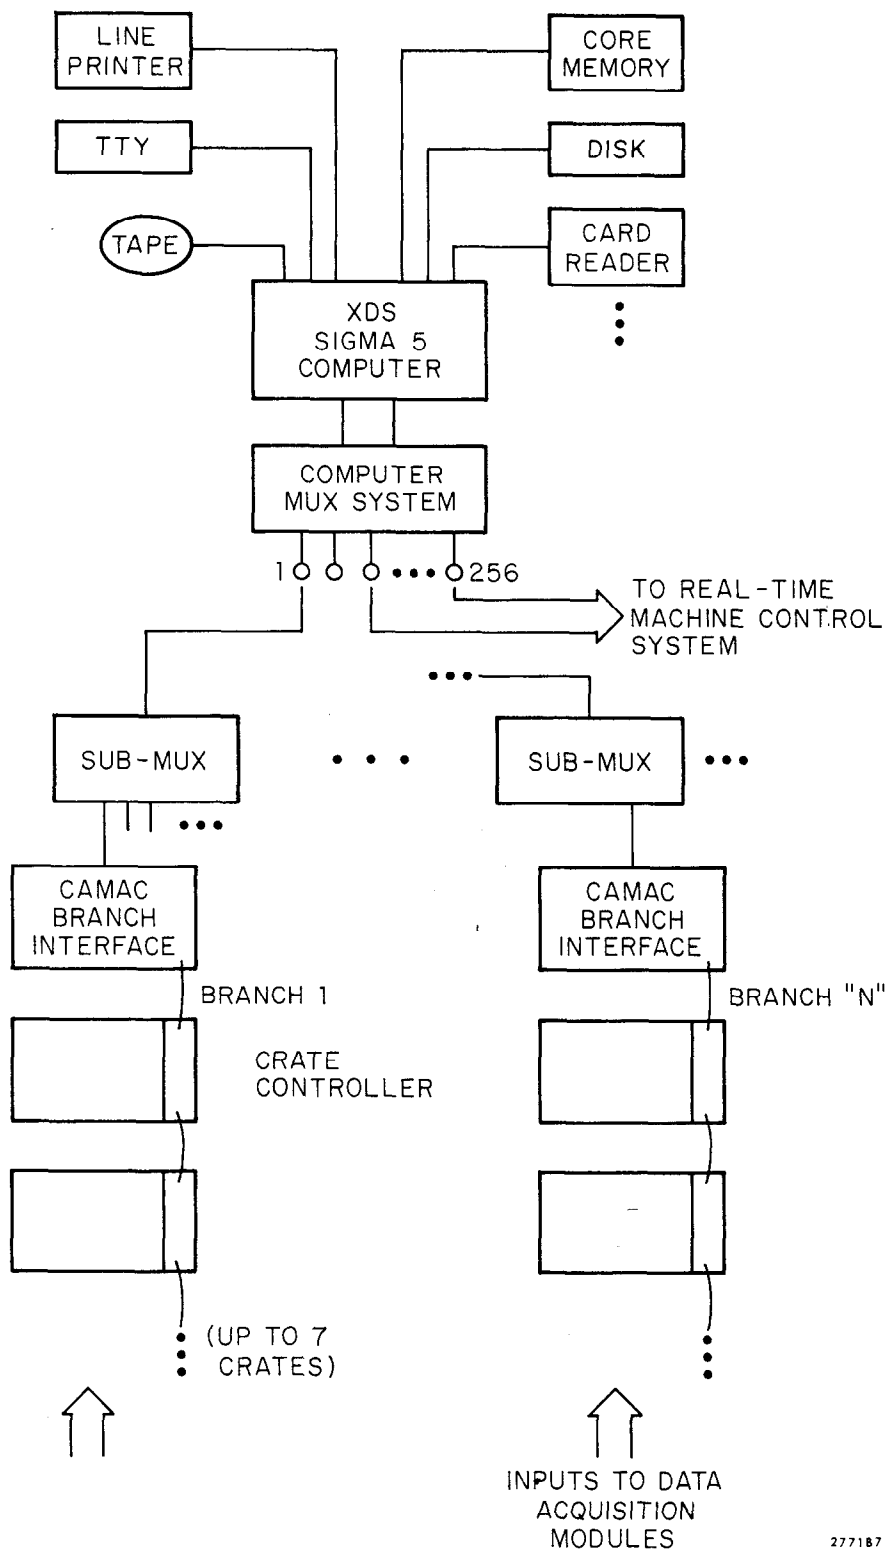 LINE
PRINTER
CORE
MEMORY
TTY
DISK
TAPE
CARD
READER
XDS
SIGMA 5
COMPUTER
COMPUTER
MUX SYSTEM
1
256
TO REAL-TIME
MACHINE CONTROL
SYSTEM
SUB-MUX
SUB-MUX
CAMAC
BRANCH
INTERFACE
CAMAC
BRANCH
INTERFACE
BRANCH 1
BRANCH "N"
CRATE
CONTROLLER
(UP TO 7
CRATES)
INPUTS TO DATA
ACQUISITION
MODULES
277187